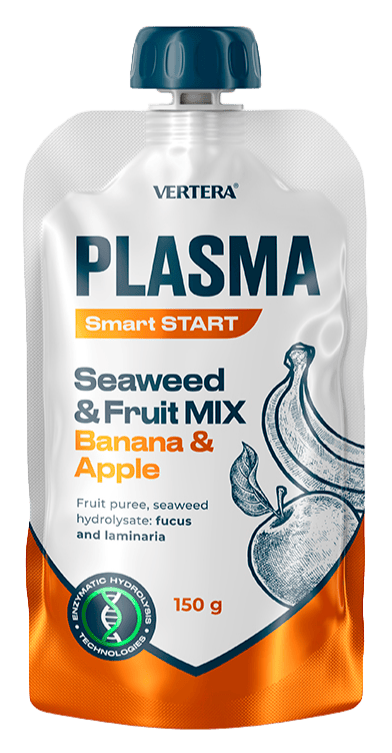 VERTERA®
PLASMA
Smart START
Seaweed
& Fruit MIX
Banana &
Apple
Fruit puree, seaweed
hydrolysate: fucus
and laminaria
150 g
• ENZYMATIC HYDROLYSIS •
TECHNOLOGIES